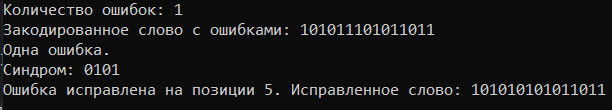 Количество ошибок: 1
Закодированное слово с ошибками: 101011101011011
Одна ошибка.
Синдром: 0101
Ошибка исправлена на позиции 5. Исправленное слово: 101010101011011